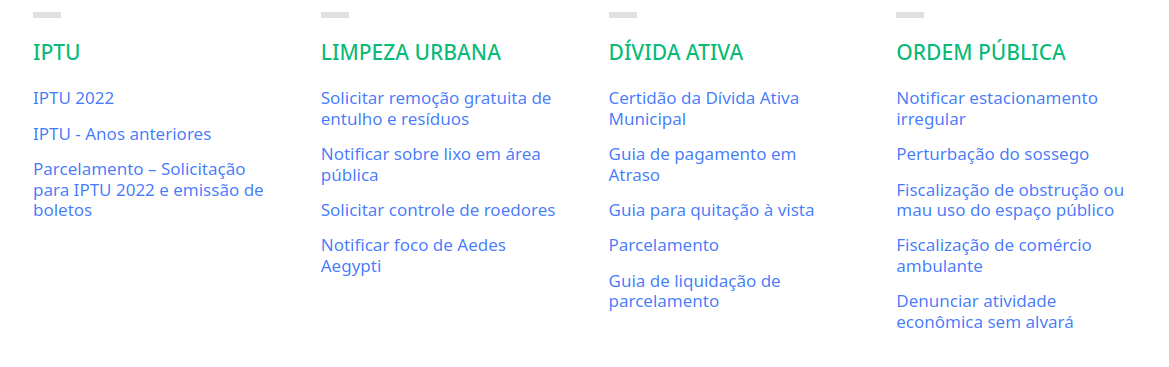 IPTU
IPTU 2022
IPTU - Anos anteriores
Parcelamento – Solicitação
para IPTU 2022 e emissão de
boletos
LIMPEZA URBANA
Solicitar remoção gratuita de
entulho e resíduos
Notificar sobre lixo em área
pública
Solicitar controle de roedores
Notificar foco de Aedes
Aegypti
DÍVIDA ATIVA
Certidão da Dívida Ativa
Municipal
Guia de pagamento em
Atraso
Guia para quitação à vista
Parcelamento
Guia de liquidação de
parcelamento
ORDEM PÚBLICA
Notificar estacionamento
irregular
Perturbação do sossego
Fiscalização de obstrução ou
mau uso do espaço público
Fiscalização de comércio
ambulante
Denunciar atividade
econômica sem alvará